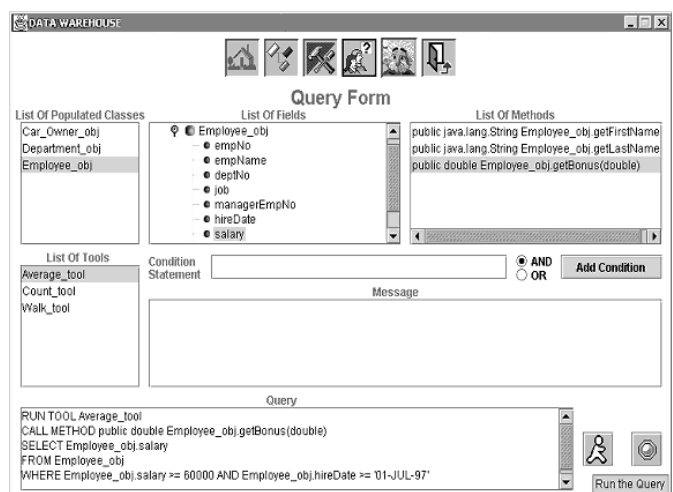 DATA WAREHOUSE
Query Form
List Of Populated Classes
List Of Fields
List Of Methods
Car_Owner_obj
Department_obj
Employee_obj
Employee_obj
empNo
empName
deptNo
job
managerEmpNo
hireDate
salary
public java.lang.String Employee_obj.getFirstName
public java.lang.String Employee_obj.getLastName
public double Employee_obj.getBonus(double)
List Of Tools
Average_tool
Count_tool
Walk_tool
Condition
Statement
AND
OR
Add Condition
Message
Query
RUN TOOL Average_tool
CALL METHOD public double Employee_obj.getBonus(double)
SELECT Employee_obj.salary
FROM Employee_obj
WHERE Employee_obj.salary >= 60000 AND Employee_obj.hireDate >= '01-JUL-97'
Run the Query